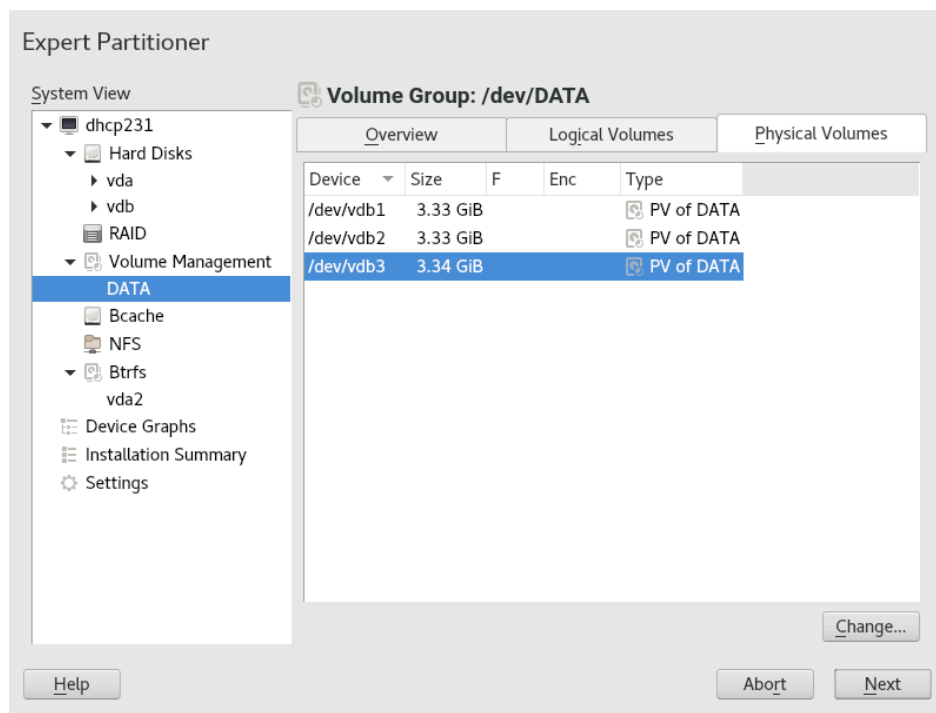 Expert Partitioner
System View
dhcp231
Hard Disks
vda
vdb
RAID
Volume Management
DATA
Bcache
NFS
Btrfs
vda2
Device Graphs
Installation Summary
Settings
Volume Group: /dev/DATA
Overview Logical Volumes Physical Volumes
Device Size F Enc Type
/dev/vdb1 3.33 GiB PV of DATA
/dev/vdb2 3.33 GiB PV of DATA
/dev/vdb3 3.34 GiB PV of DATA
Change...
Help Abort Next